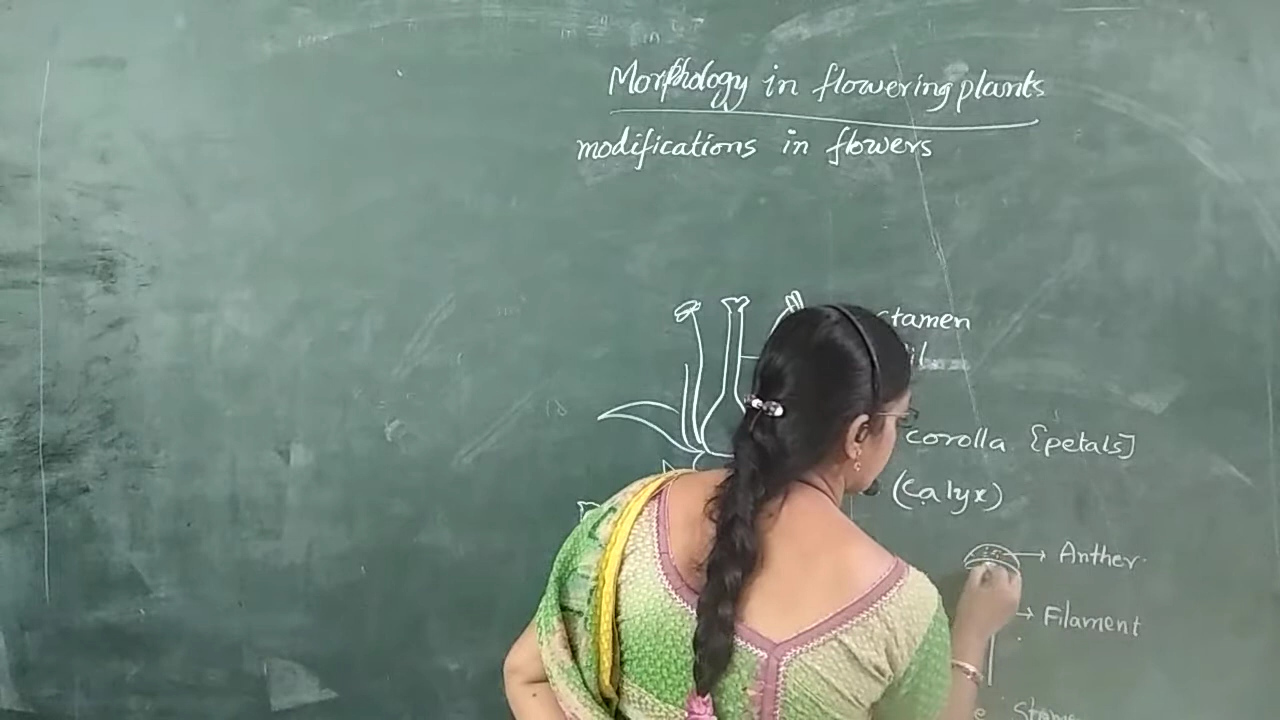 Morphology in flowering plants
modifications in flowers
stamen
corolla [petals]
(Calyx)
Anther
Filament